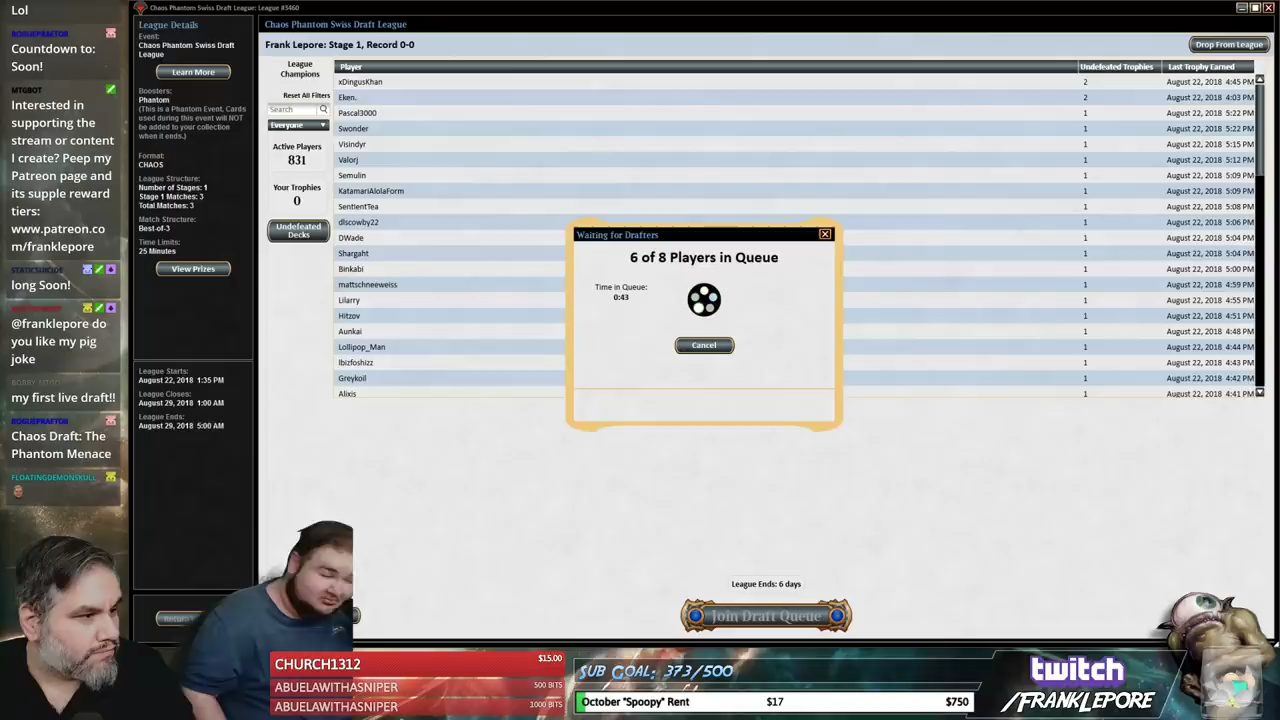 Lol
ROGUEPRAETOR
Countdown to:
Soon!
MTGBOT
Interested in
supporting the
stream or content
I create? Peep my
Patreon page and
its supple reward
tiers:
www.patreon.co
m/franklepore
STATICSUICIDE
long Soon!
@franklepore do
you like my pig
joke
my first live draft!!
ROGUEPRAETOR
Chaos Draft: The
Phantom Menace
FLOATINGDEMONSKULL
Chaos Phantom Swiss Draft League: League #3460
League Details
Event:
Chaos Phantom Swiss Draft
League
Learn More
Boosters:
Phantom
(This is a Phantom Event. Cards
used during this event will NOT
be added to your collection
when it ends.)
Format:
CHAOS
League Structure:
Number of Stages: 1
Stage 1 Matches: 3
Total Matches: 3
Match Structure:
Best-of-3
Time Limits:
25 Minutes
View Prizes
League Starts:
August 22, 2018 1:35 PM
League Closes:
August 29, 2018 1:00 AM
League Ends:
August 29, 2018 5:00 AM
Chaos Phantom Swiss Draft League
Frank Lepore: Stage 1, Record 0-0
Drop From League
League
Champions
Reset All Filters
Search
Everyone
Active Players
831
Your Trophies
0
Undefeated
Decks
Player Undefeated Trophies Last Trophy Earned
xDingusKhan 2 August 22, 2018 4:45 PM
Eken. 2 August 22, 2018 4:03 PM
Pascal3000 1 August 22, 2018 5:22 PM
Swonder 1 August 22, 2018 5:22 PM
Visindyr 1 August 22, 2018 5:15 PM
Valorj 1 August 22, 2018 5:12 PM
Semulin 1 August 22, 2018 5:09 PM
KatamariAlolaForm 1 August 22, 2018 5:09 PM
SentientTea 1 August 22, 2018 5:08 PM
dlscowby22 1 August 22, 2018 5:06 PM
DWade 1 August 22, 2018 5:04 PM
Shargaht 1 August 22, 2018 5:04 PM
Binkabi 1 August 22, 2018 5:00 PM
mattschneeweiss 1 August 22, 2018 4:59 PM
Lilarry 1 August 22, 2018 4:55 PM
Hitzov 1 August 22, 2018 4:51 PM
Aunkai 1 August 22, 2018 4:48 PM
Lollipop_Man 1 August 22, 2018 4:44 PM
lbizfoshizz 1 August 22, 2018 4:43 PM
Greykoil 1 August 22, 2018 4:42 PM
Alixis 1 August 22, 2018 4:41 PM
Waiting for Drafters
6 of 8 Players in Queue
Time in Queue:
0:43
Cancel
League Ends: 6 days
Join Draft Queue
CHURCH1312 $15.00
ABUELAWITHASNIPER 500 BITS
ABUELAWITHASNIPER 1000 BITS
SUB GOAL: 373/500
October "Spoopy" Rent $17 $750
twitch
/FRANKLEPORE